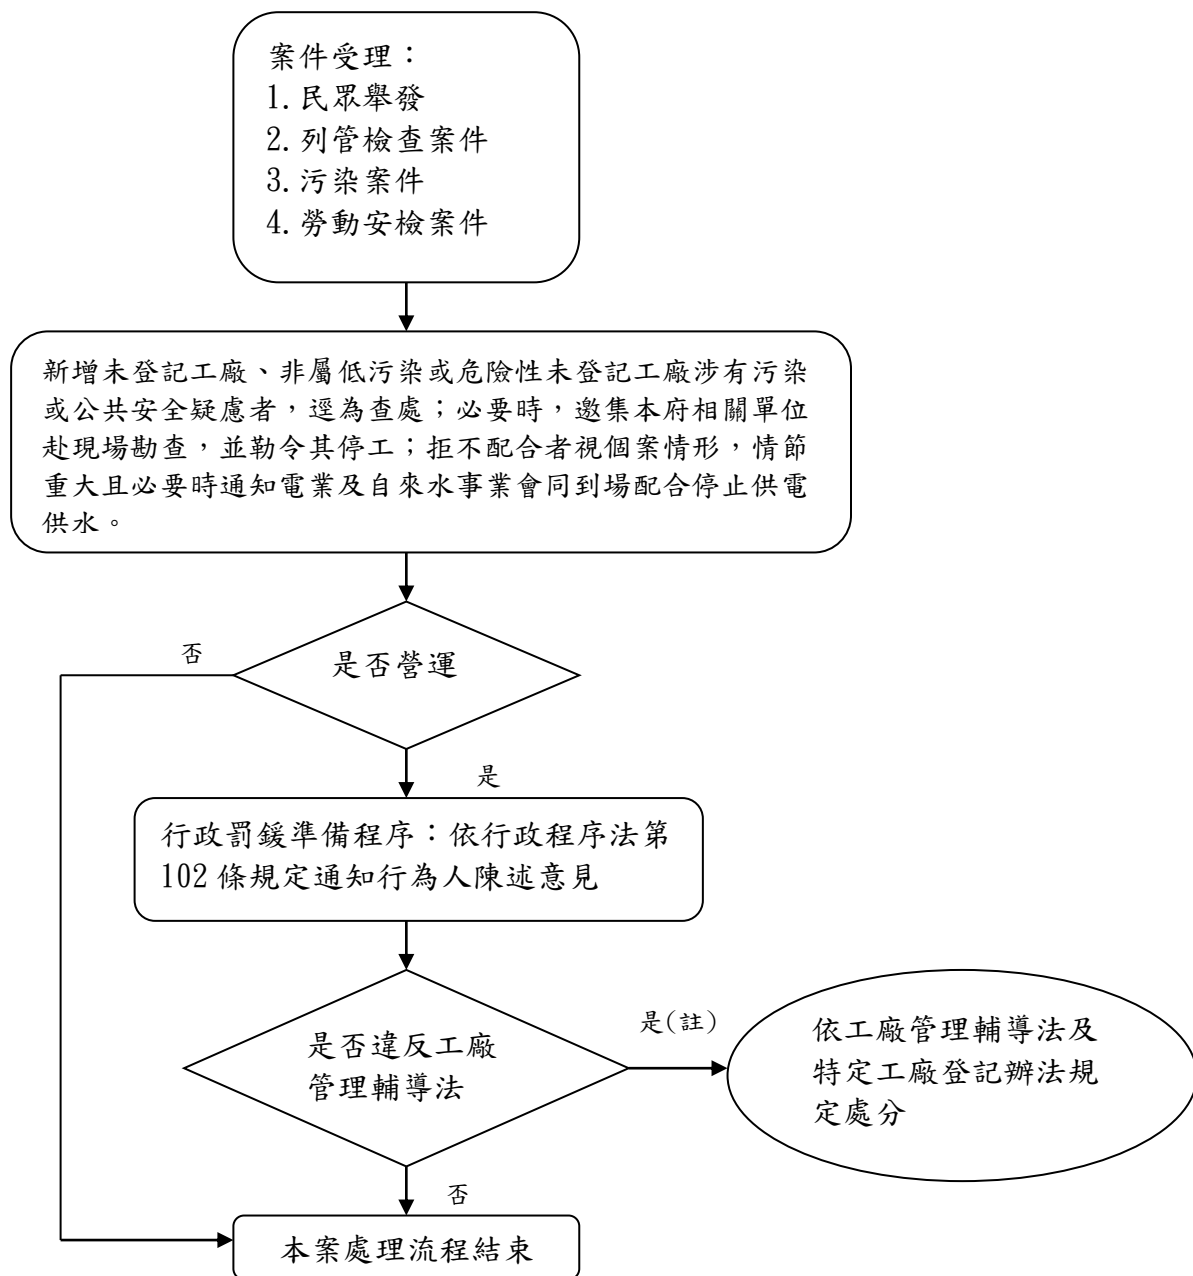 案件受理：
1.民眾舉發
2.列管檢查案件
3.污染案件
4.勞動安檢案件
新增未登記工廠、非屬低污染或危險性未登記工廠涉有污染
或公共安全疑慮者，逕為查處；必要時，邀集本府相關單位
赴現場勘查，並勒令其停工；拒不配合者視個案情形，情節
重大且必要時通知電業及自來水事業會同到場配合停止供電
供水。
否
是否營運
是
行政罰鍰準備程序：依行政程序法第
102條規定通知行為人陳述意見
是否違反工廠
管理輔導法
是(註)
依工廠管理輔導法及
特定工廠登記辦法規
定處分
否
本案處理流程結束